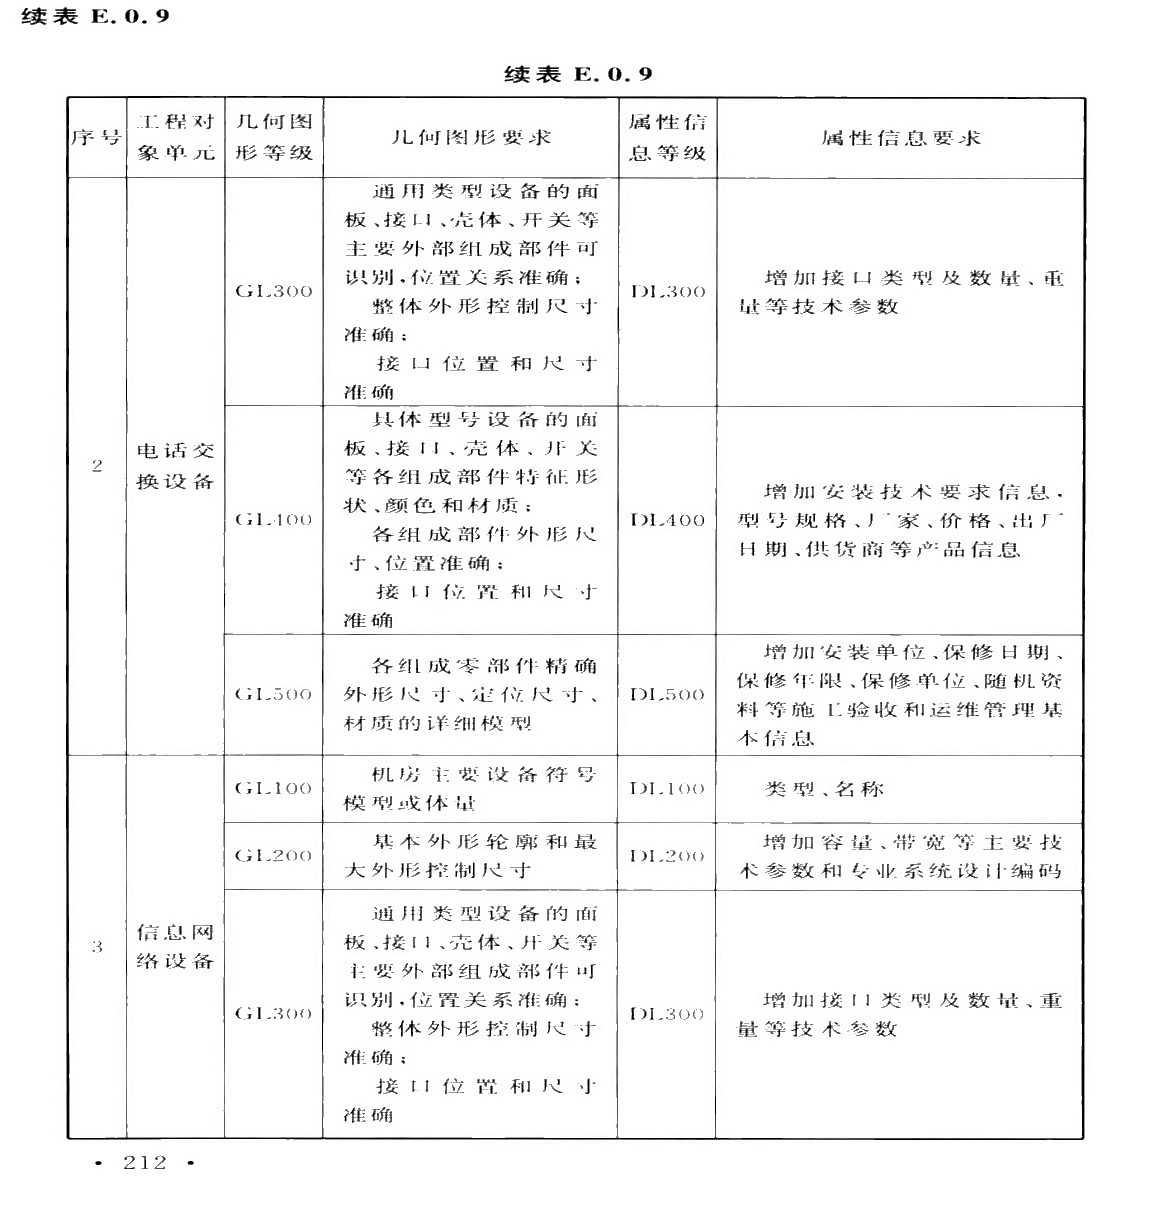 续表 E.0.9
续表 E.0.9
序号
工程对
象单元
几何图
形等级
几何图形要求
属性信
息等级
属性信息要求
2
电话交
换设备
GL300
通用类型设备的面
板、接口、壳体、开关等
主要外部组成部件可
识别,位置关系准确;
整体外形控制尺寸
准确;
接口位置和尺寸
准确
DL300
增加接口类型及数量、重
量等技术参数
GL400
具体型号设备的面
板、接口、壳体、开关
等各组成部件特征形
状、颜色和材质;
各组成部件外形尺
寸、位置准确;
接口位置和尺寸
准确
DL400
增加安装技术要求信息,
型号规格、厂家、价格、出厂
日期、供货商等产品信息
GL500
各组成零部件精确
外形尺寸、定位尺寸、
材质的详细模型
DL500
增加安装单位、保修日期、
保修年限、保修单位、随机资
料等施工验收和运维管理基
本信息
3
信息网
络设备
GL100
机房主要设备符号
模型或体量
DL100
类型、名称
GL200
基本外形轮廓和最
大外形控制尺寸
DL200
增加容量、带宽等主要技
术参数和专业系统设计编码
GL300
通用类型设备的面
板、接口、壳体、开关等
主要外部组成部件可
识别,位置关系准确;
整体外形控制尺寸
准确;
接口位置和尺寸
准确
DL300
增加接口类型及数量、重
量等技术参数
· 212 ·